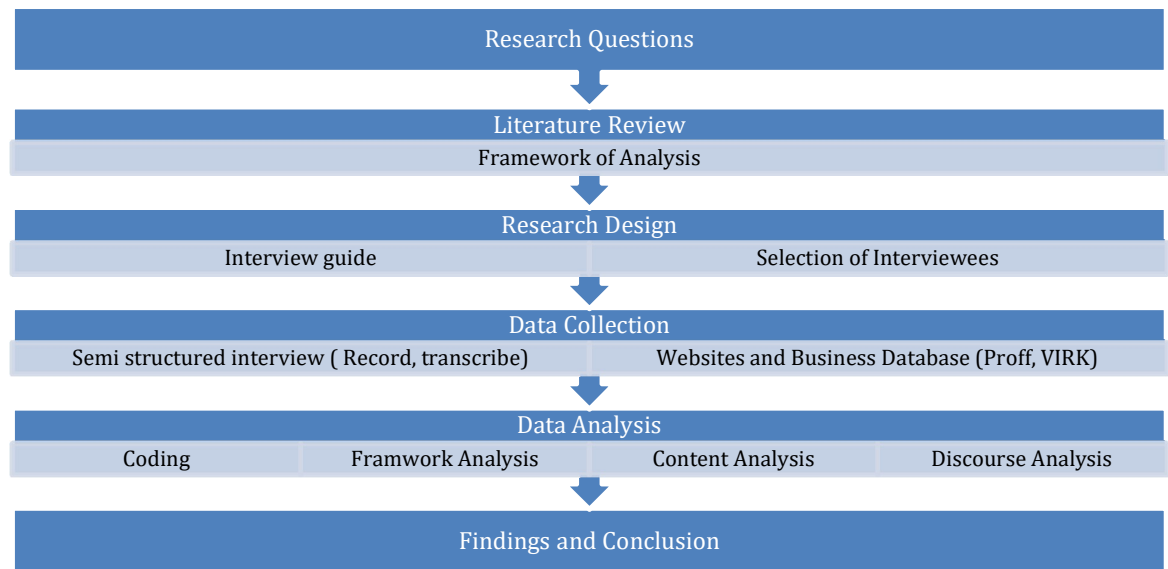 Research Questions
Literature Review
Framework of Analysis
Research Design
Interview guide
Selection of Interviewees
Data Collection
Semi structured interview ( Record, transcribe)
Websites and Business Database (Proff, VIRK)
Data Analysis
Coding
Framwork Analysis
Content Analysis
Discourse Analysis
Findings and Conclusion